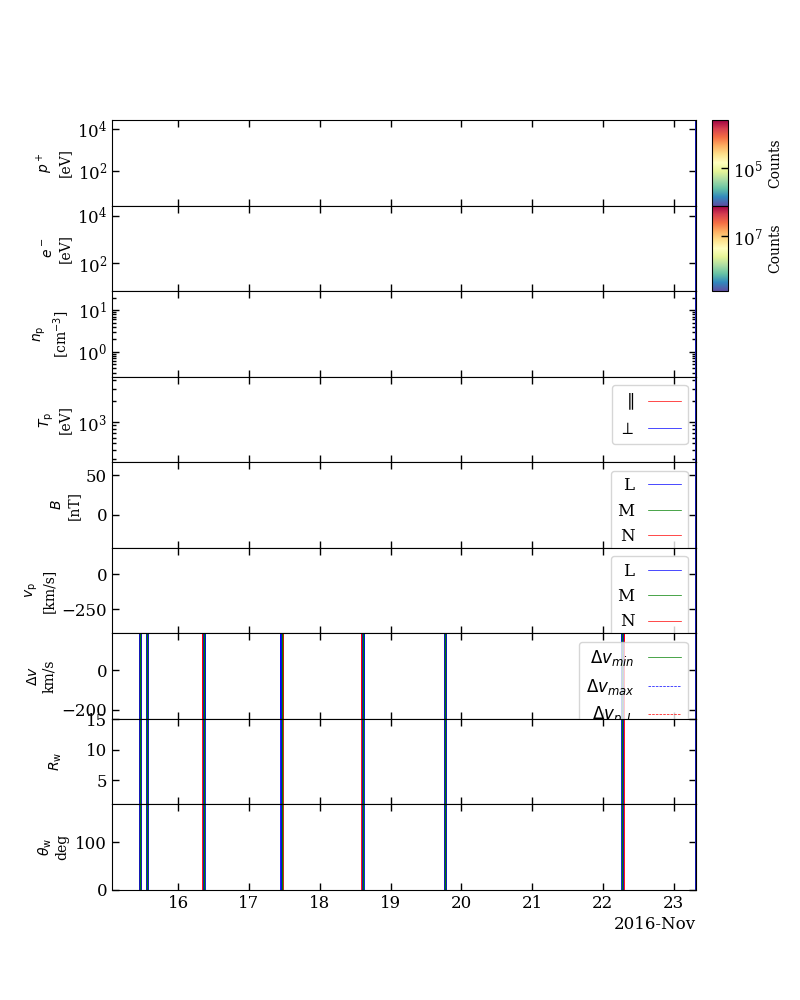 10^4
10^2
p^+
[eV]
10^5
Counts
10^4
10^2
e^-
[eV]
10^7
Counts
10^1
10^0
n_p
[cm^-3]
10^3
T_p
[eV]
∥
⊥
50
0
B
[nT]
L
M
N
0
−250
v_p
[km/s]
L
M
N
0
−200
Δv
km/s
Δv_min
Δv_max
15
10
5
R_w
100
0
θ_w
deg
16 17 18 19 20 21 22 23
2016-Nov